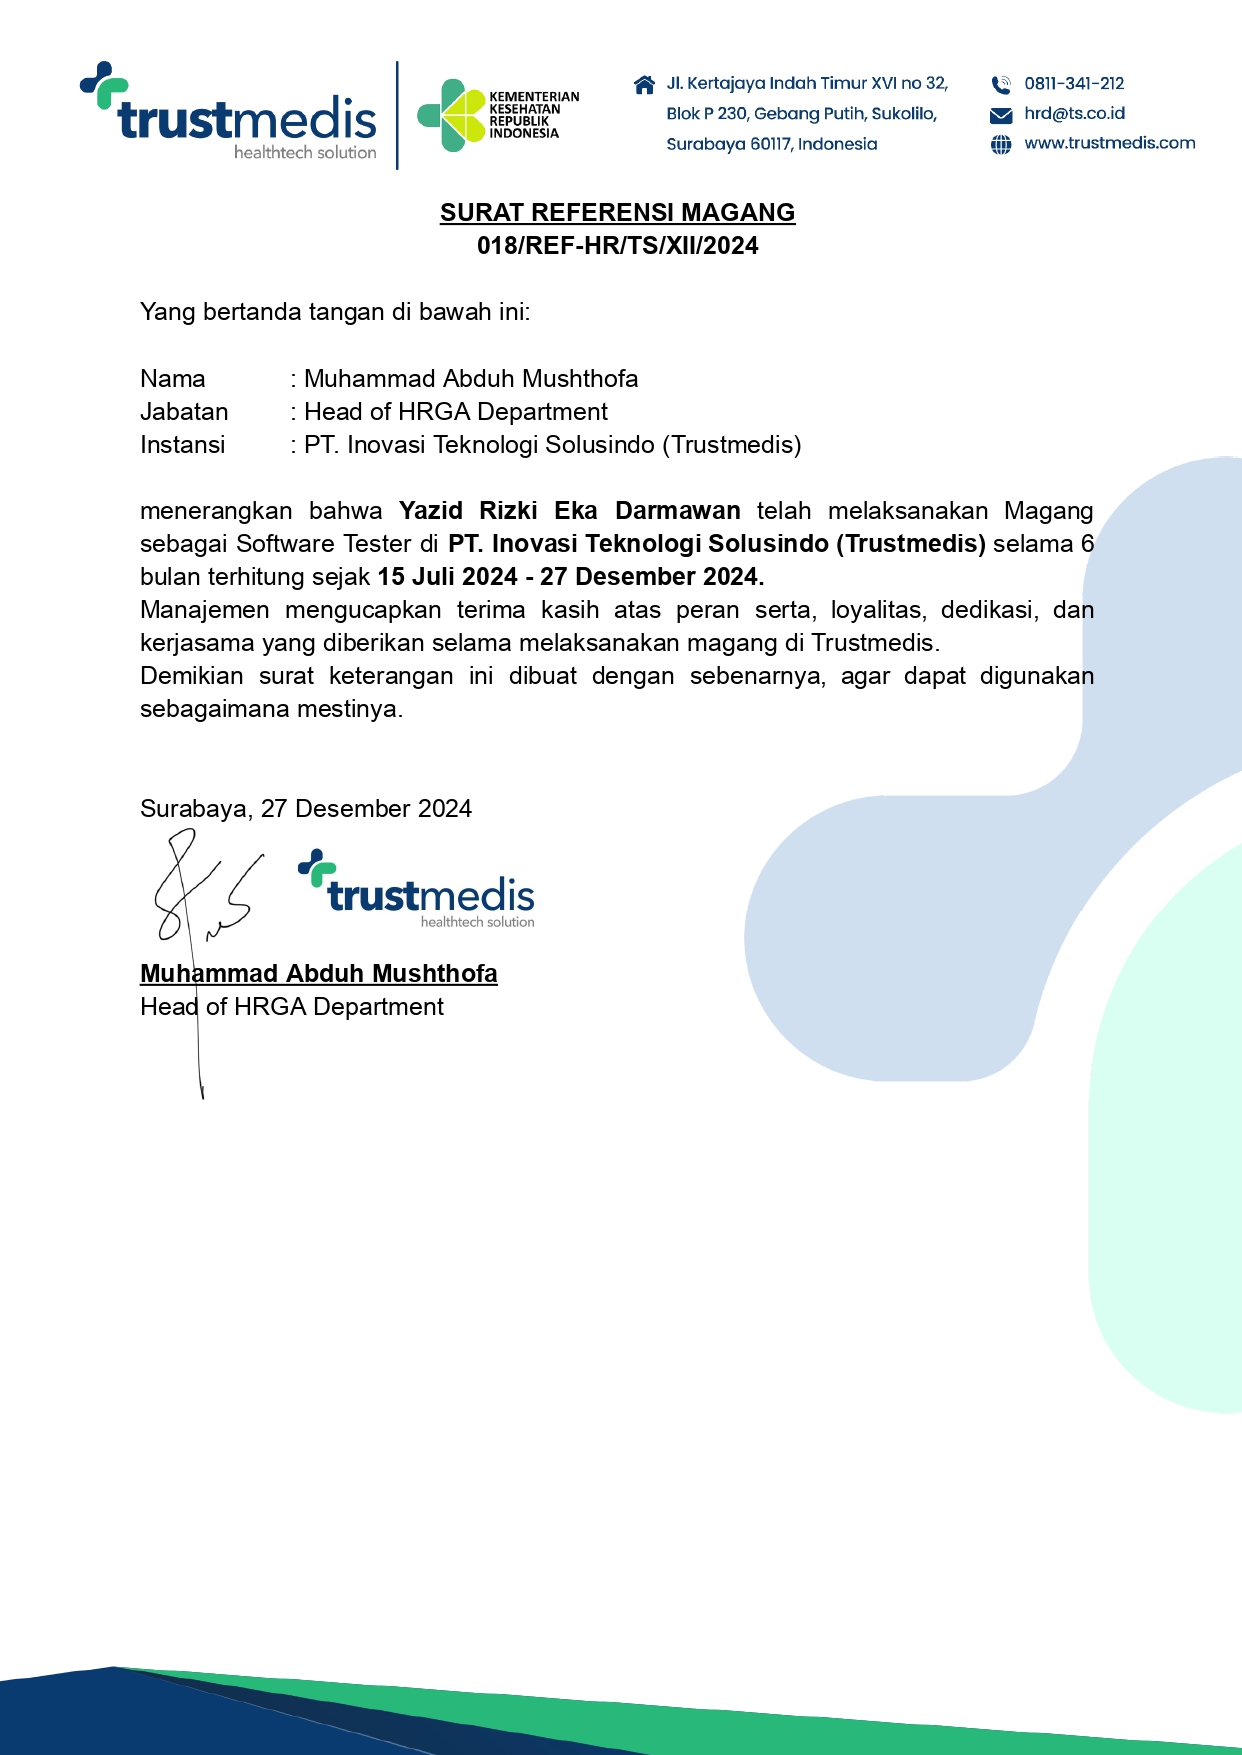 trustmedis
healthtech solution
KEMENTERIAN
KESEHATAN
REPUBLIK
INDONESIA
Jl. Kertajaya Indah Timur XVI no 32,
Blok P 230, Gebang Putih, Sukolilo,
Surabaya 60117, Indonesia
0811-341-212
hrd@ts.co.id
www.trustmedis.com
SURAT REFERENSI MAGANG
018/REF-HR/TS/XII/2024
Yang bertanda tangan di bawah ini:
Nama : Muhammad Abduh Mushthofa
Jabatan : Head of HRGA Department
Instansi : PT. Inovasi Teknologi Solusindo (Trustmedis)
menerangkan bahwa Yazid Rizki Eka Darmawan telah melaksanakan Magang
sebagai Software Tester di PT. Inovasi Teknologi Solusindo (Trustmedis) selama 6
bulan terhitung sejak 15 Juli 2024 - 27 Desember 2024.
Manajemen mengucapkan terima kasih atas peran serta, loyalitas, dedikasi, dan
kerjasama yang diberikan selama melaksanakan magang di Trustmedis.
Demikian surat keterangan ini dibuat dengan sebenarnya, agar dapat digunakan
sebagaimana mestinya.
Surabaya, 27 Desember 2024
trustmedis
healthtech solution
Muhammad Abduh Mushthofa
Head of HRGA Department